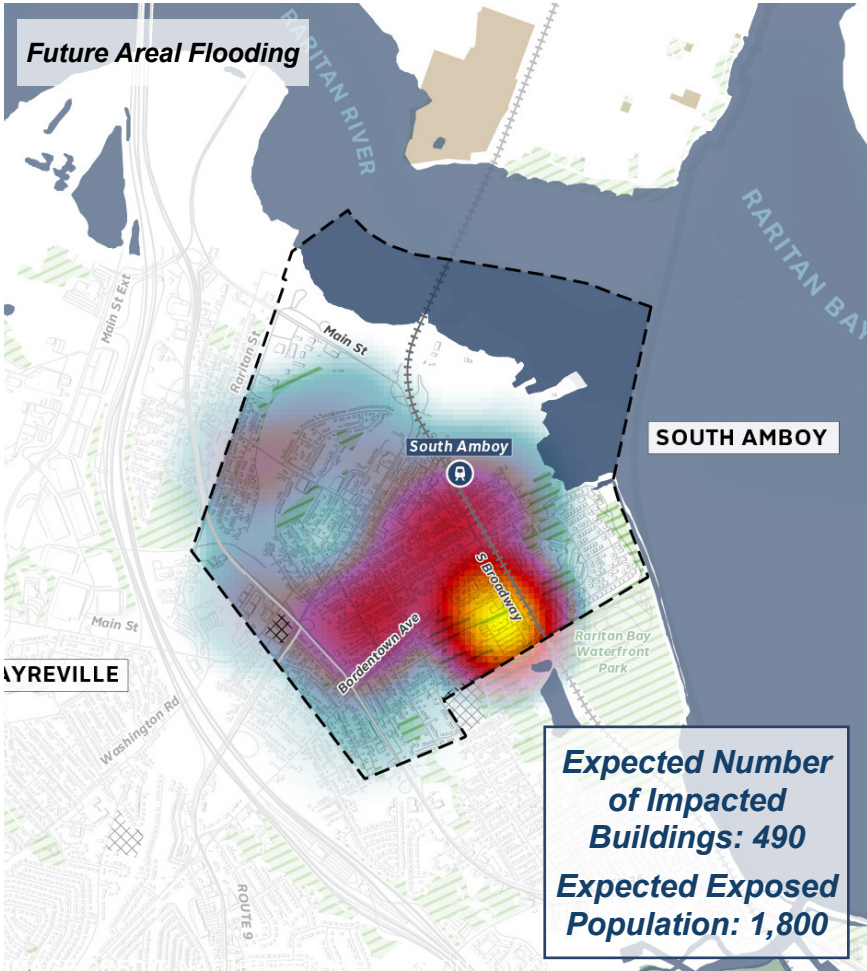 Future Areal Flooding
RARITAN RIVER
RARITAN BAY
Main St Ext
Raritan St
Main St
South Amboy
SOUTH AMBOY
S Broadway
Main St
Bordentown Ave
Raritan Bay
Waterfront
Park
AYREVILLE
Washington Rd
ROUTE 9
Expected Number
of Impacted
Buildings: 490
Expected Exposed
Population: 1,800